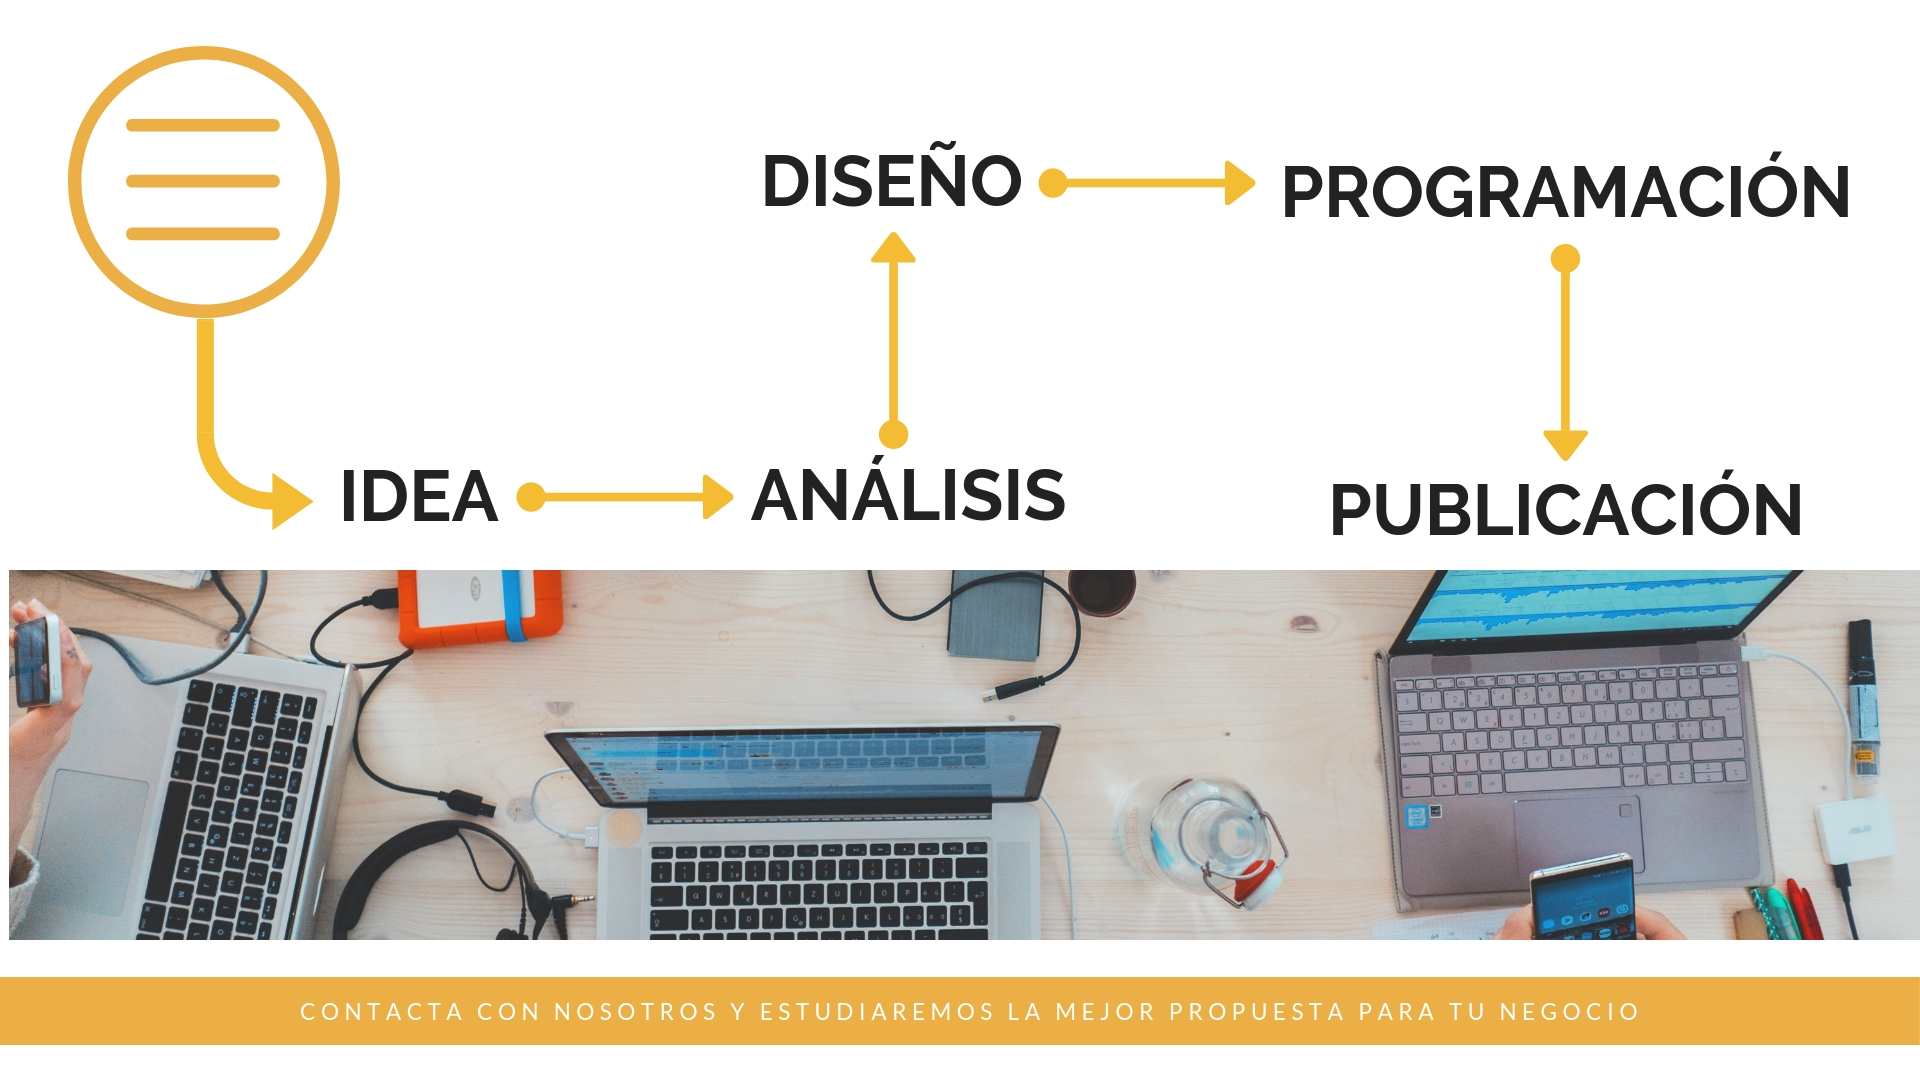 DISEÑO
PROGRAMACIÓN
IDEA
ANÁLISIS
PUBLICACIÓN
CONTACTA CON NOSOTROS Y ESTUDIAREMOS LA MEJOR PROPUESTA PARA TU NEGOCIO